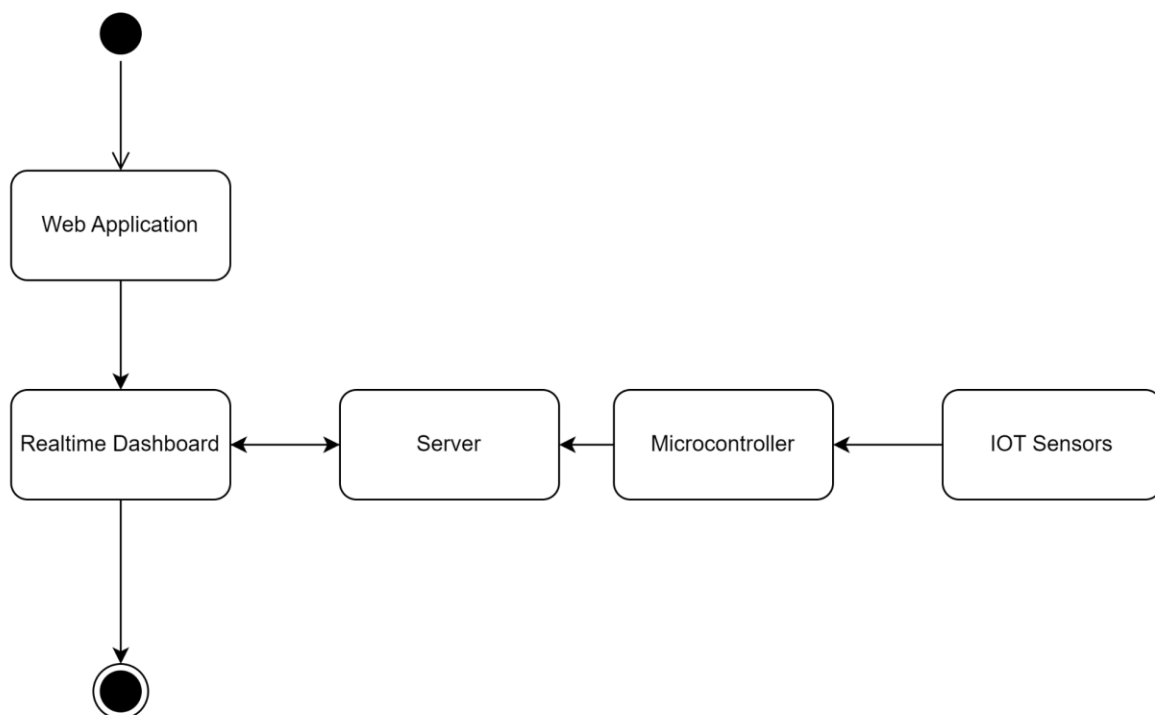 Web Application
Realtime Dashboard
Server
Microcontroller
IOT Sensors